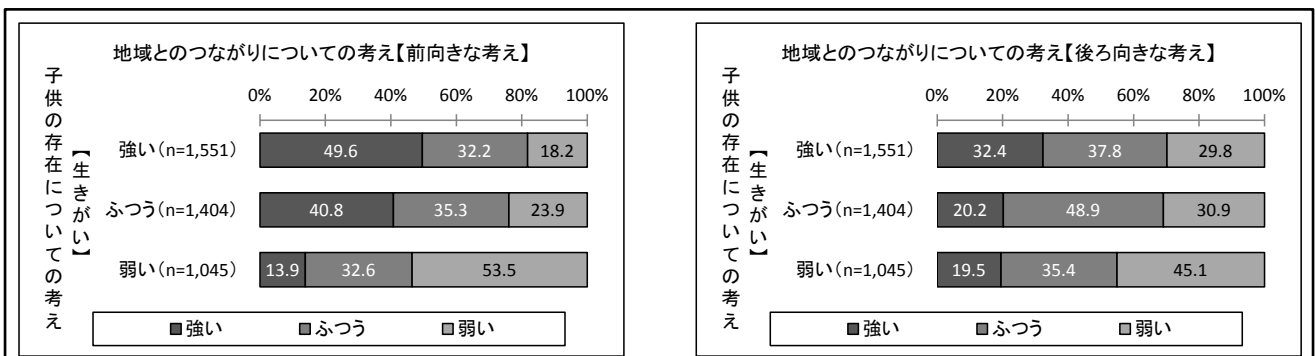 地域とのつながりについての考え【前向きな考え】
子供の存在についての考え
【生きがい】
0% 20% 40% 60% 80% 100%
強い(n=1,551) 49.6 32.2 18.2
ふつう(n=1,404) 40.8 35.3 23.9
弱い(n=1,045) 13.9 32.6 53.5
■強い ■ふつう ■弱い
地域とのつながりについての考え【後ろ向きな考え】
子供の存在についての考え
【生きがい】
0% 20% 40% 60% 80% 100%
強い(n=1,551) 32.4 37.8 29.8
ふつう(n=1,404) 20.2 48.9 30.9
弱い(n=1,045) 19.5 35.4 45.1
■強い ■ふつう ■弱い